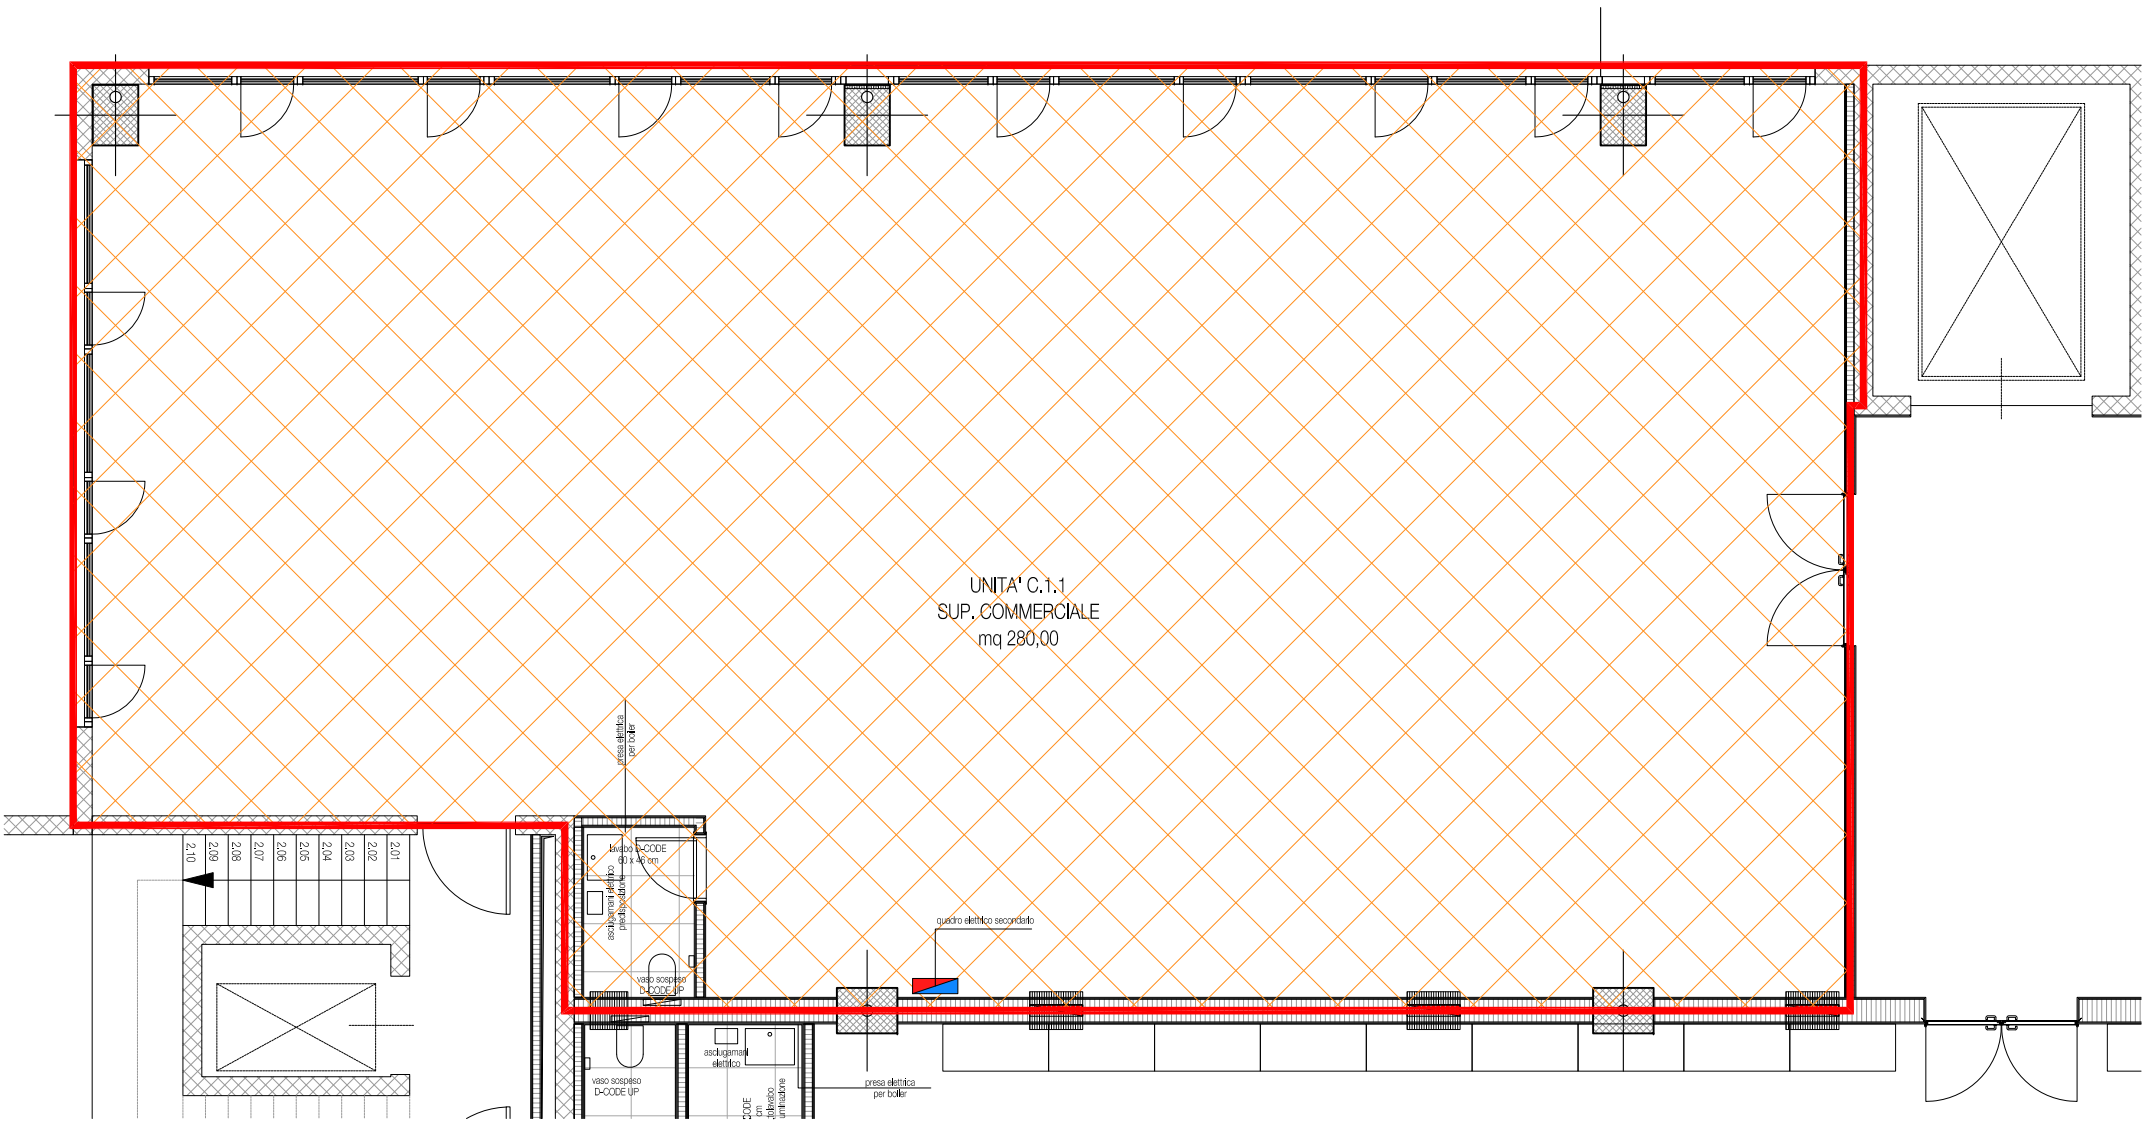 UNITA' C.1.1
SUP. COMMERCIALE
mq 280,00
presa elettrica
per boiler
lavabo D-CODE
60 x 46 cm
asciugamani elettrico
predisposizione
vaso sospeso
D-CODE UP
quadro elettrico secondario
2.10
2.09
2.08
2.07
2.06
2.05
2.04
2.03
2.02
2.01
asciugamani
elettrico
vaso sospeso
D-CODE UP
presa elettrica
per boiler
CODE
cm